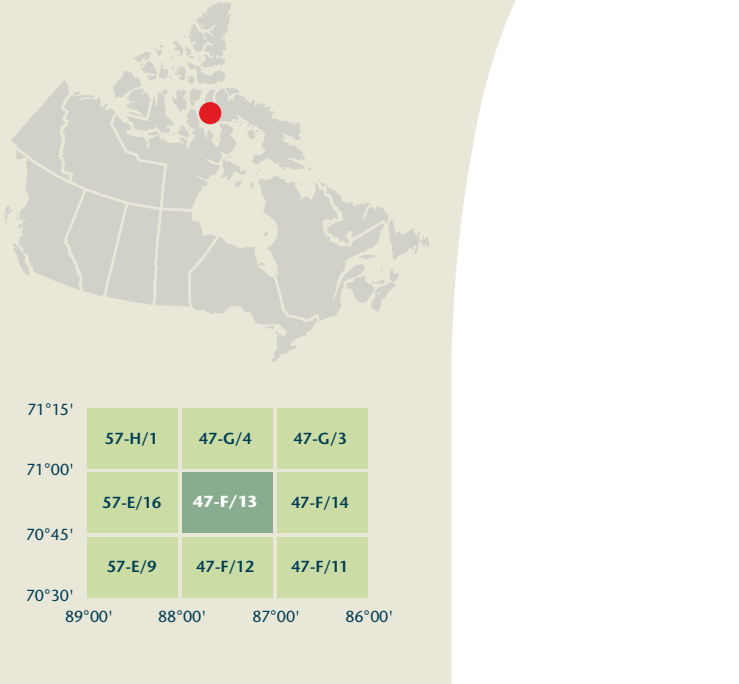 71°15'
57-H/1 47-G/4 47-G/3
71°00'
57-E/16 47-F/13 47-F/14
70°45'
57-E/9 47-F/12 47-F/11
70°30'
89°00' 88°00' 87°00' 86°00'